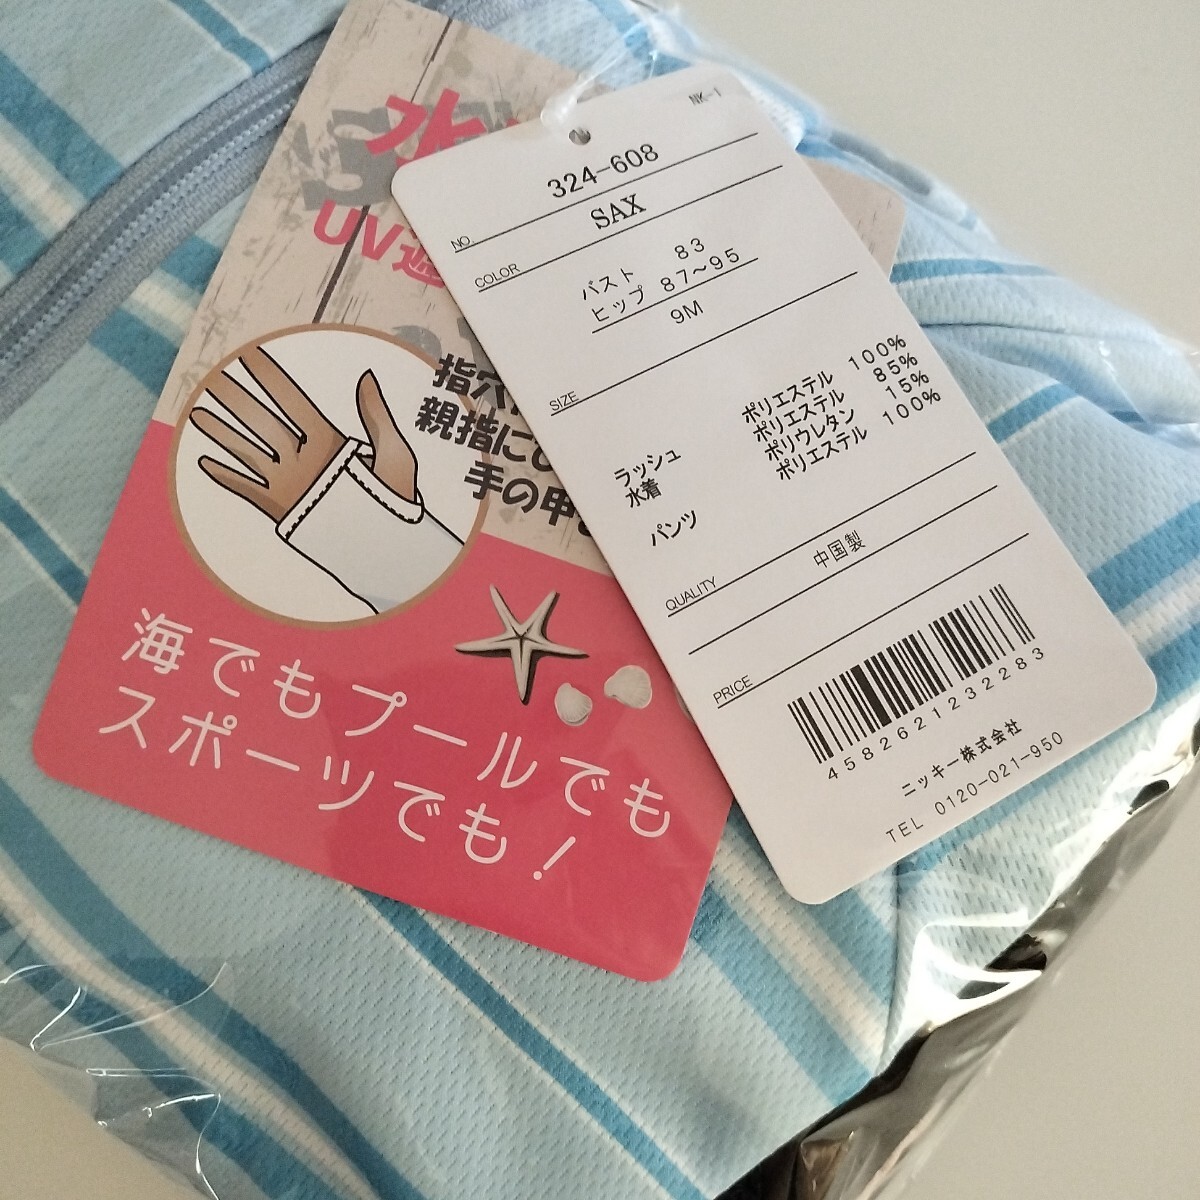 NK-1
NO. 324-608
COLOR SAX
バスト 83
ヒップ 87～95
SIZE 9M
ラッシュ ポリエステル 100%
水着 ポリエステル 85%
ポリウレタン 15%
パンツ ポリエステル 100%
QUALITY
中国製
PRICE
4582621232283
ニッキー株式会社
TEL 0120-021-950
水
UV遮
指穴
親指に
手の甲
海でもプールでも
スポーツでも!